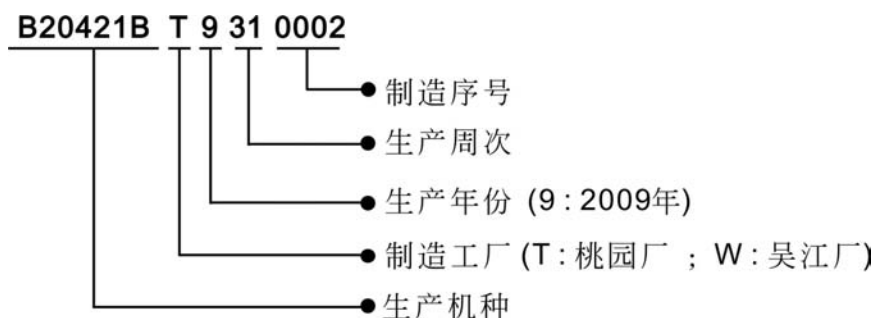 B20421B T 9 31 0002
制造序号
生产周次
生产年份 (9 : 2009年)
制造工厂 (T : 桃园厂 ； W : 吴江厂)
生产机种